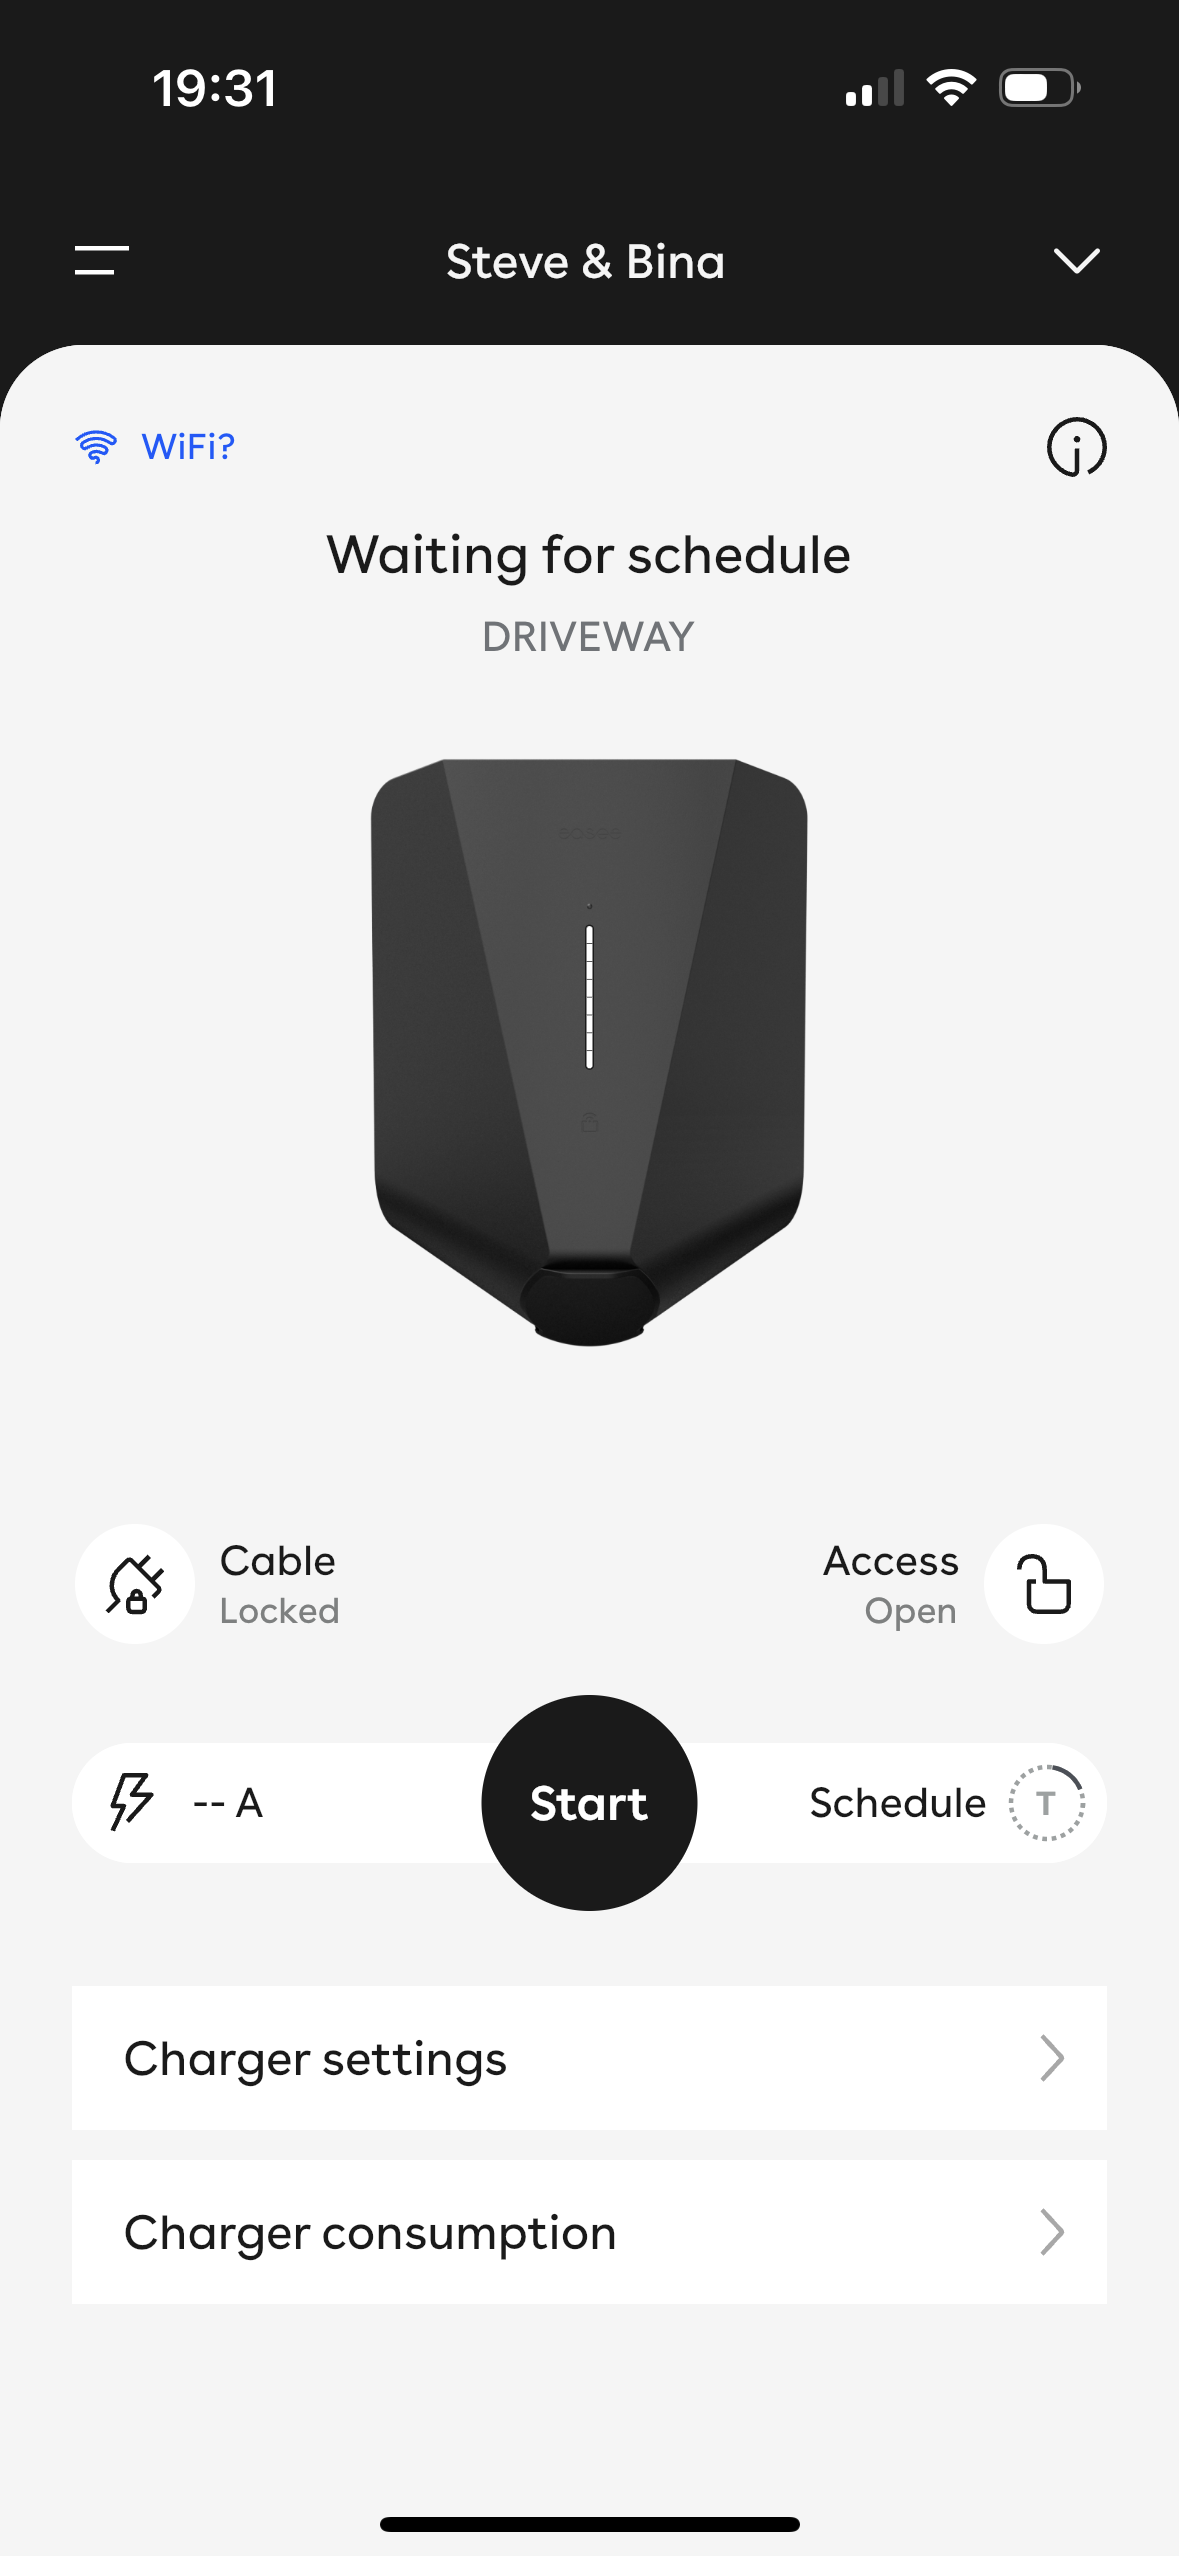 19:31
Steve & Bina
WiFi?
Waiting for schedule
DRIVEWAY
easee
Cable
Locked
Access
Open
-- A
Start
Schedule
T
Charger settings
Charger consumption